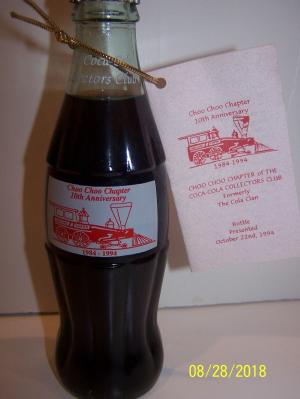 Coca-
Collectors Club
Choo Choo Chapter
10th Anniversary
1984 - 1994
Choo Choo Chapter
10th Anniversary
1984-1994
CHOO CHOO CHAPTER of THE
COCA-COLA COLLECTORS CLUB
Formerly
The Cola Clan
Bottle
Presented
October 22nd, 1994
08/28/2018